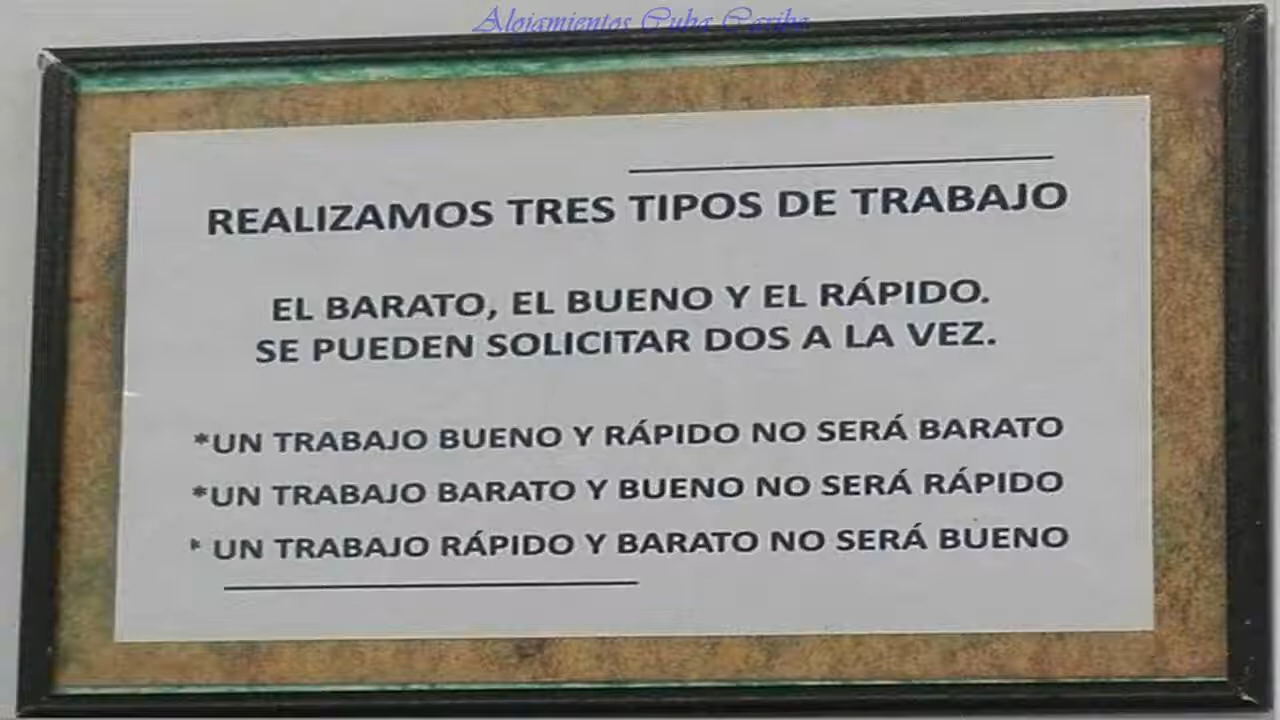 Alojamientos Cuba Caribe
REALIZAMOS TRES TIPOS DE TRABAJO
EL BARATO, EL BUENO Y EL RÁPIDO.
SE PUEDEN SOLICITAR DOS A LA VEZ.
*UN TRABAJO BUENO Y RÁPIDO NO SERÁ BARATO
*UN TRABAJO BARATO Y BUENO NO SERÁ RÁPIDO
* UN TRABAJO RÁPIDO Y BARATO NO SERÁ BUENO